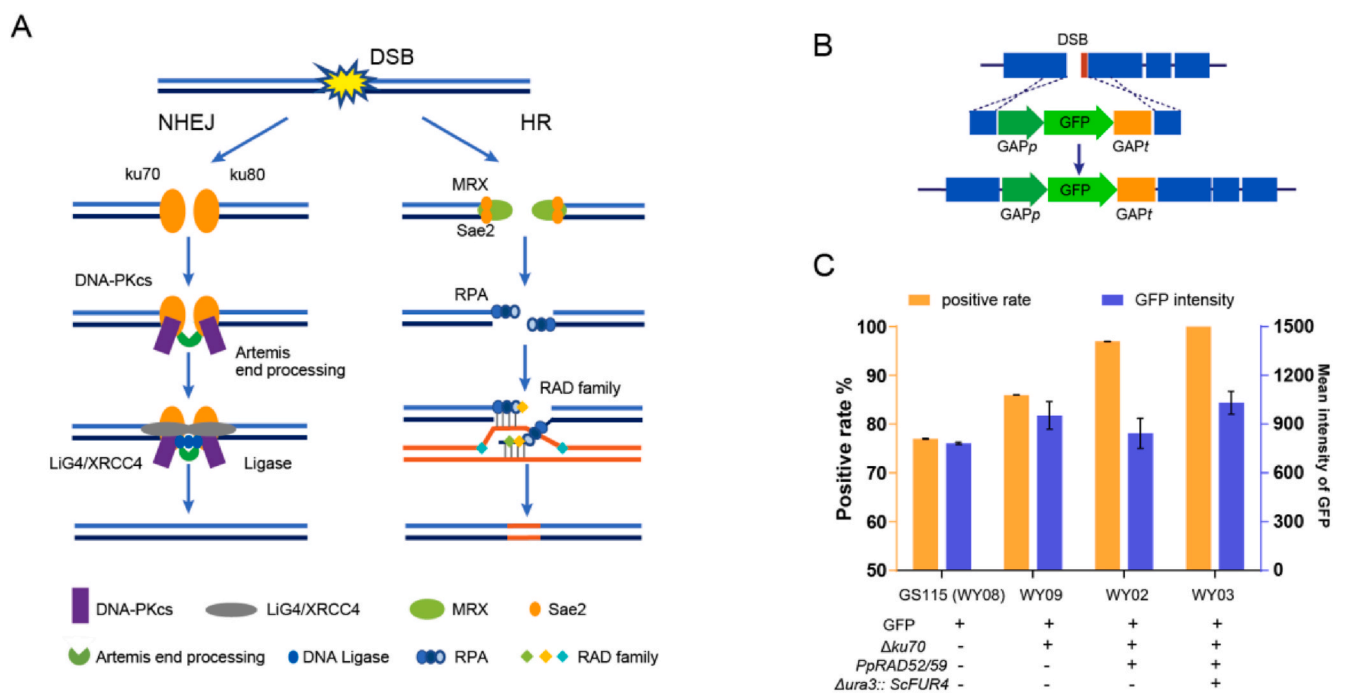 A
DSB
NHEJ
HR
ku70
ku80
MRX
Sae2
DNA-PKcs
RPA
Artemis
end processing
RAD family
LiG4/XRCC4
Ligase
DNA-PKcs
LiG4/XRCC4
MRX
Sae2
Artemis end processing
DNA Ligase
RPA
RAD family
B
DSB
GFP
GAPp
GAPt
GFP
GAPp
GAPt
C
positive rate
GFP intensity
Positive rate %
100
90
80
70
60
50
1500
1200
900
600
300
0
Mean intensity of GFP
GS115 (WY08) WY09 WY02 WY03
GFP + + + +
Δku70 - + + +
PpRAD52/59 - - + +
Δura3:: ScFUR4 - - - +